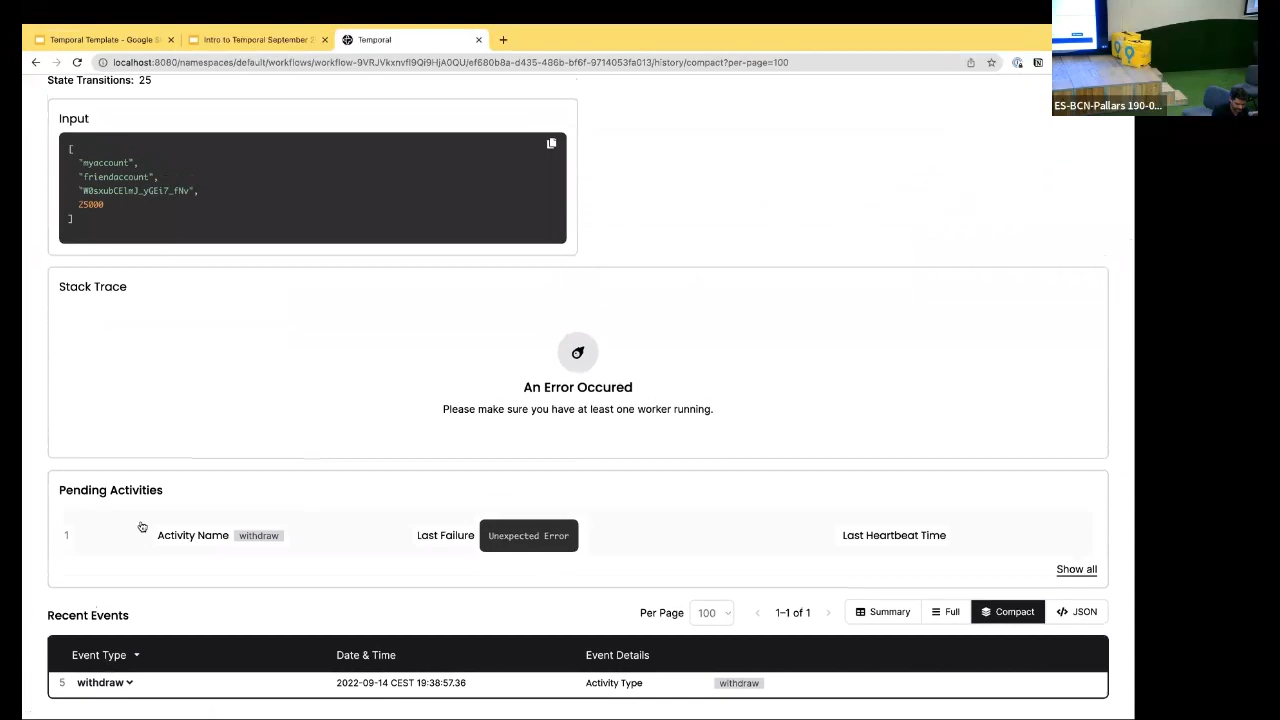 Temporal Template - Google S
Intro to Temporal September 2
Temporal
localhost:8080/namespaces/default/workflows/workflow-9VRJVkxnvfl9Qi9HjA0QU/ef680b8a-d435-486b-bf6f-9714053fa013/history/compact?per-page=100
ES-BCN-Pallars 190-0...
State Transitions: 25
Input
[
"myaccount",
"friendaccount",
"W0sxubCElmJ_yGEi7_fNv",
25000
]
Stack Trace
An Error Occured
Please make sure you have at least one worker running.
Pending Activities
1 Activity Name withdraw Last Failure Unexpected Error Last Heartbeat Time
Show all
Recent Events Per Page 100 1–1 of 1 Summary Full Compact JSON
Event Type Date & Time Event Details
5 withdraw 2022-09-14 CEST 19:38:57.36 Activity Type withdraw